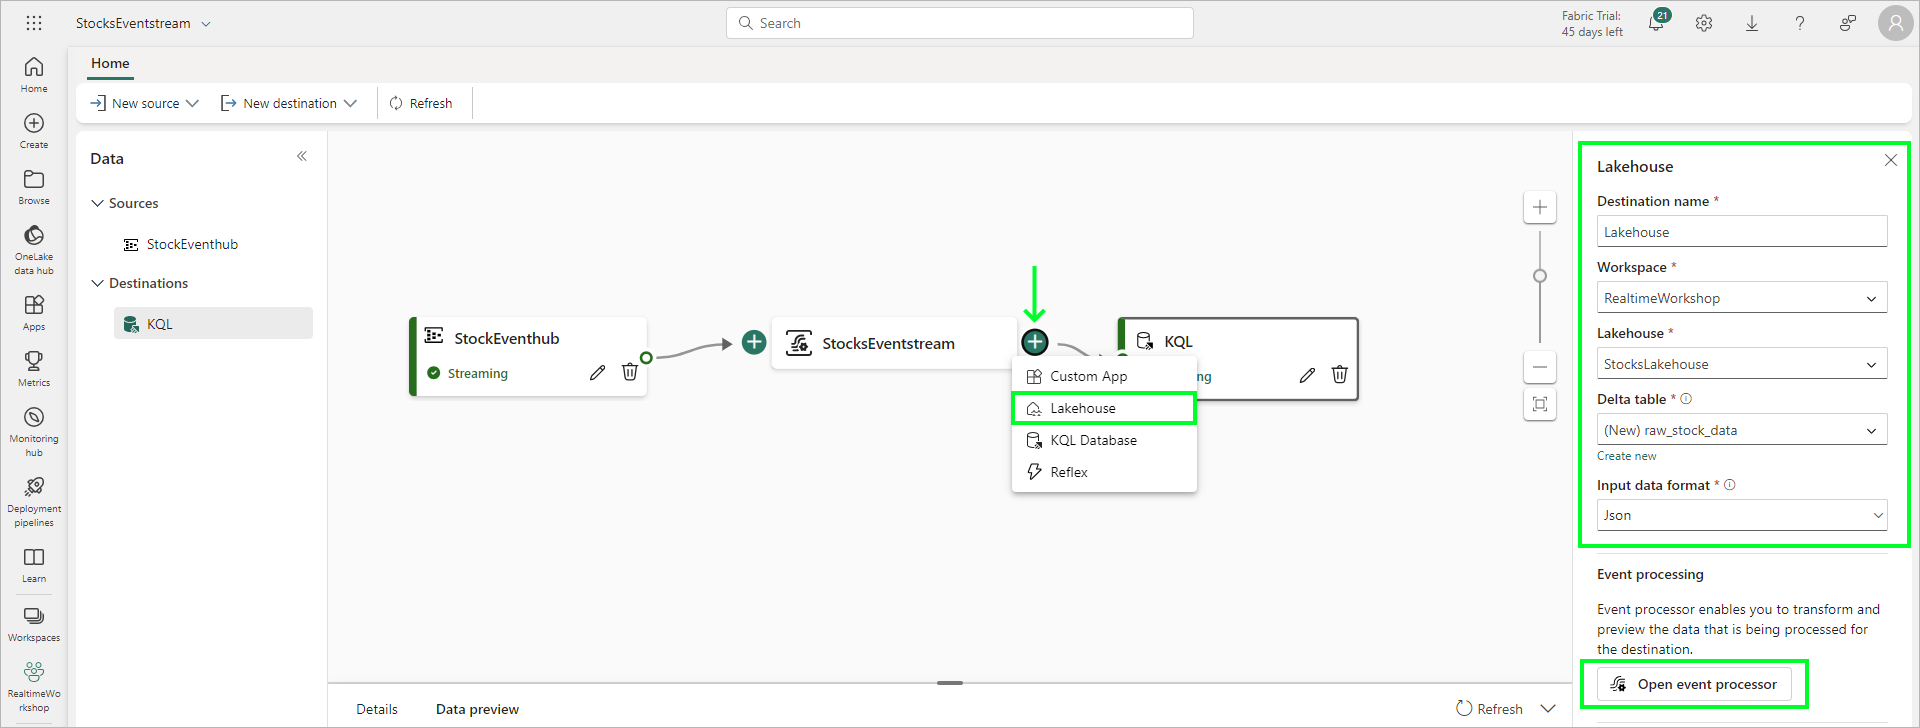 StocksEventstream
Search
Fabric Trial:
45 days left
21
Home
Create
Browse
OneLake
data hub
Apps
Metrics
Monitoring
hub
Deployment
pipelines
Learn
Workspaces
RealtimeWo
rkshop
Home
New source
New destination
Refresh
Data
Sources
StockEventhub
Destinations
KQL
StockEventhub
Streaming
StocksEventstream
KQL
ng
Custom App
Lakehouse
KQL Database
Reflex
Details
Data preview
Refresh
Lakehouse
Destination name *
Lakehouse
Workspace *
RealtimeWorkshop
Lakehouse *
StocksLakehouse
Delta table *
(New) raw_stock_data
Create new
Input data format *
Json
Event processing
Event processor enables you to transform and
preview the data that is being processed for
the destination.
Open event processor